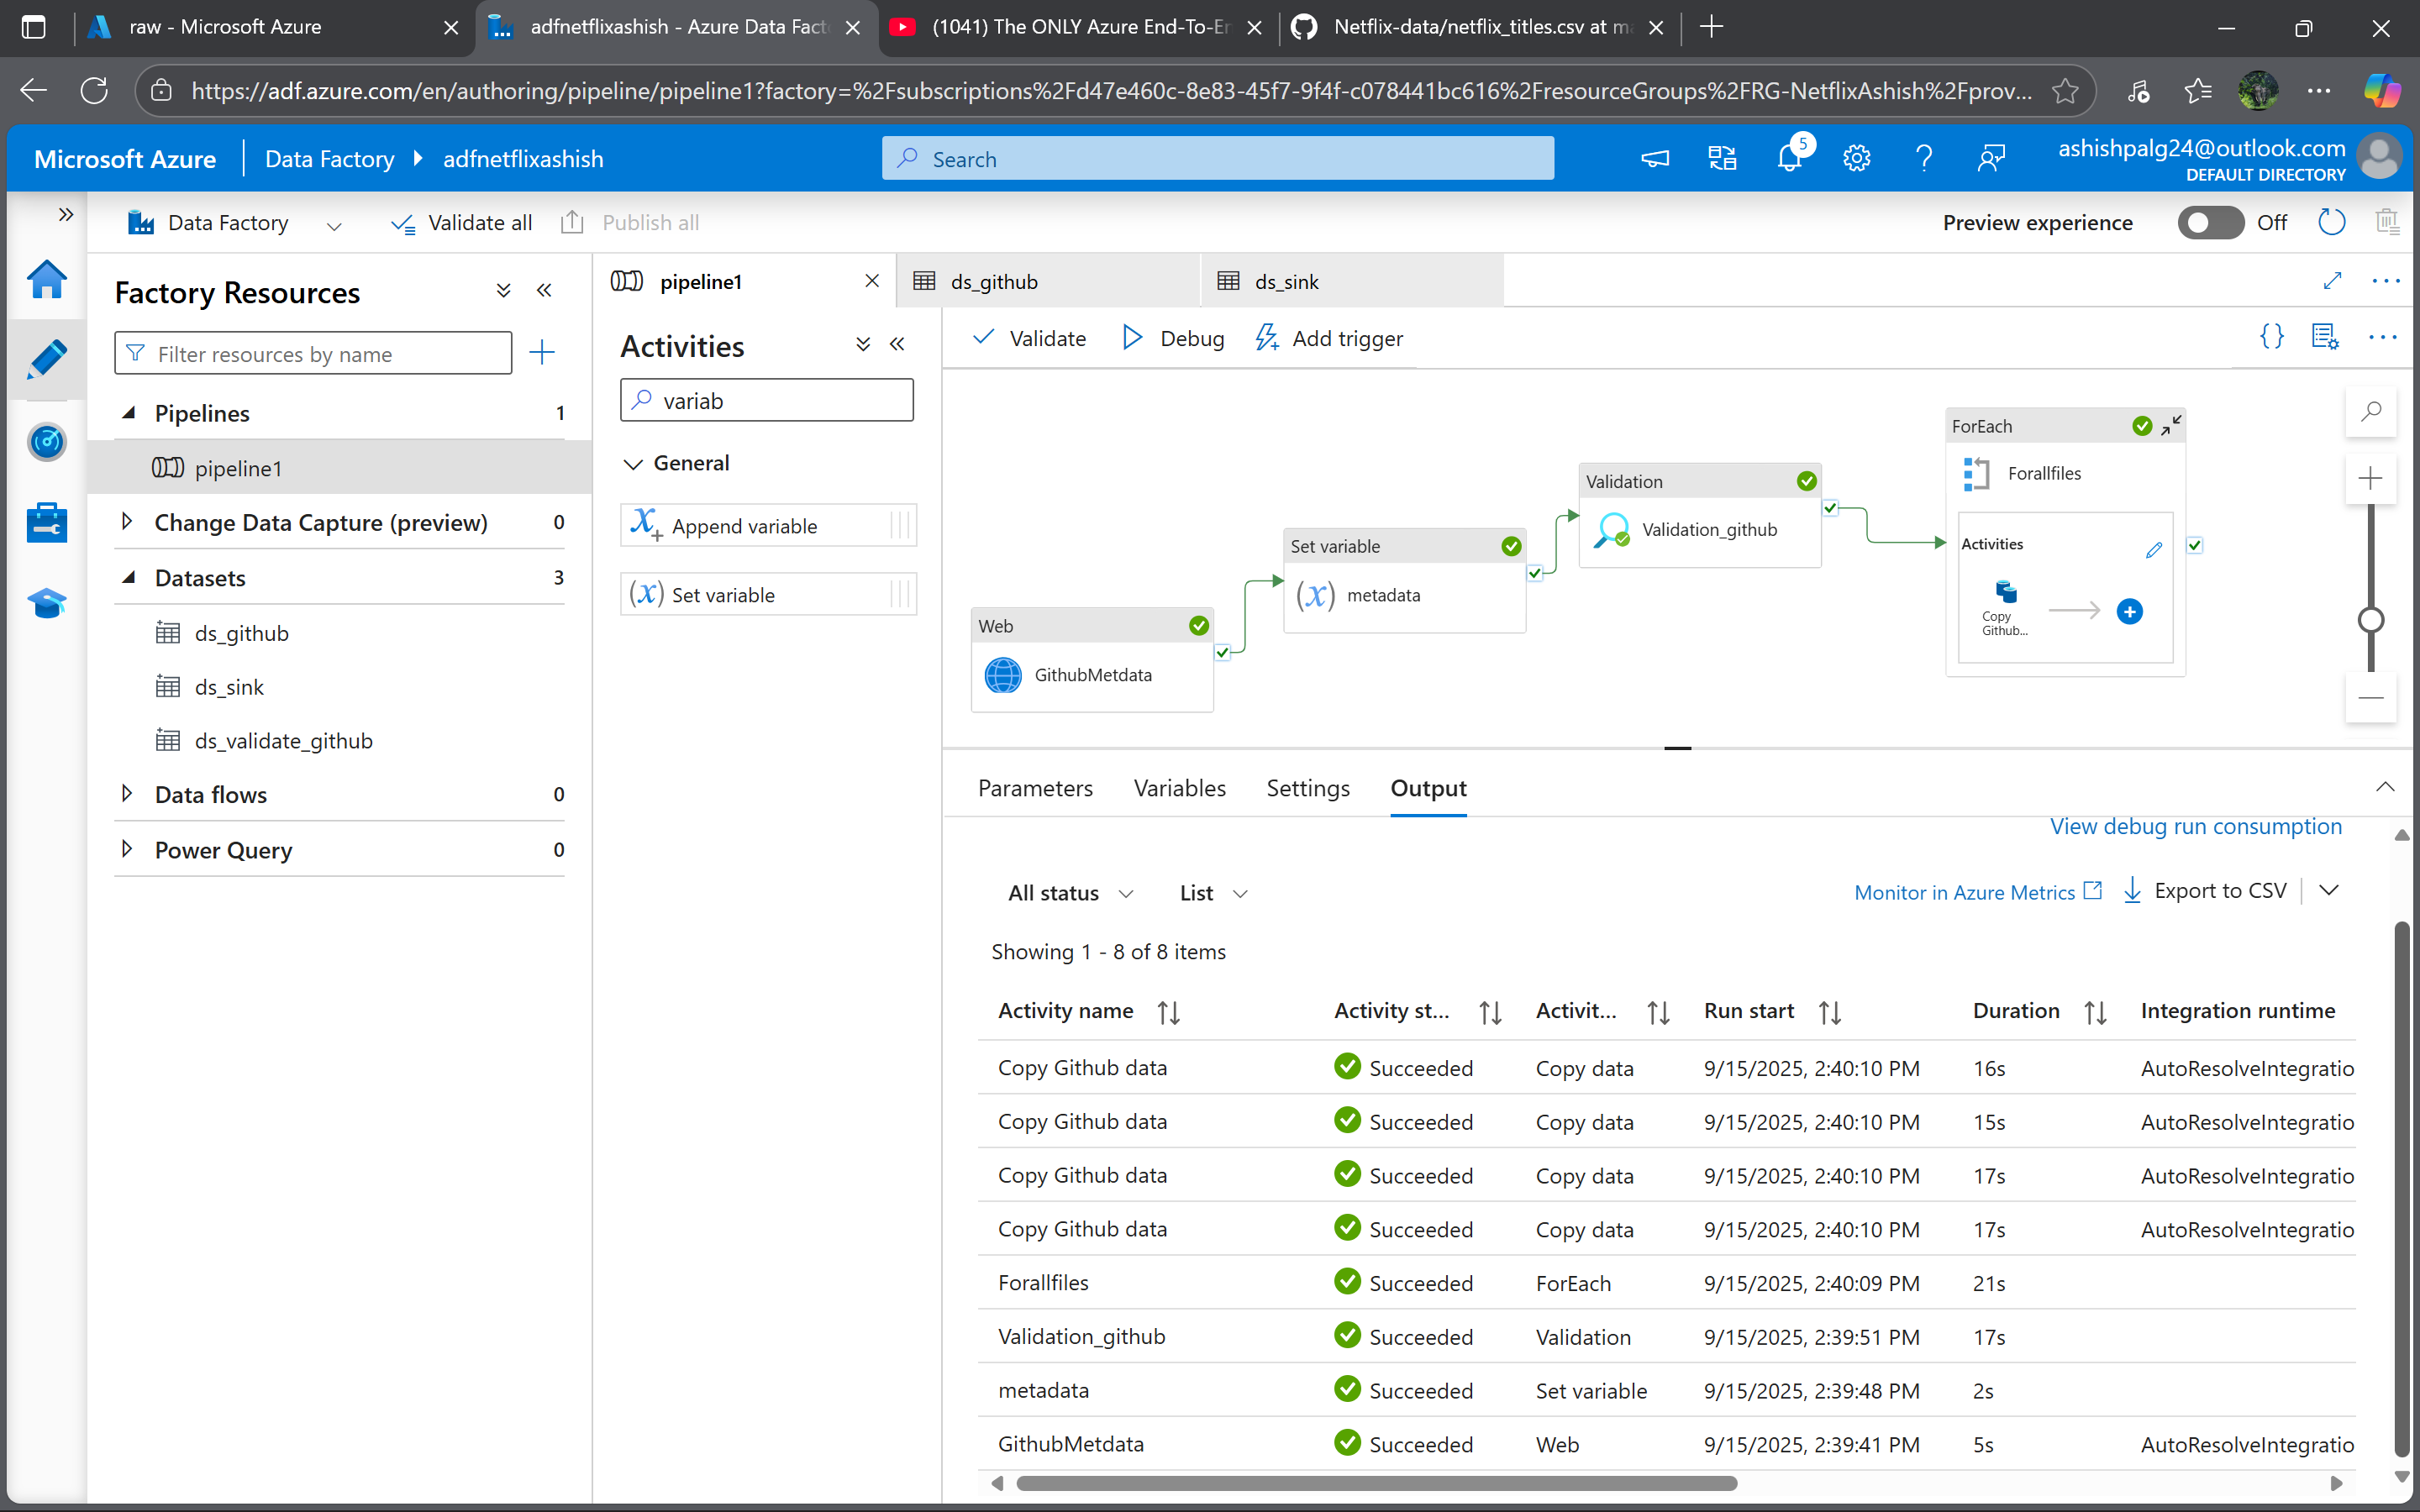 raw - Microsoft Azure
adfnetflixashish - Azure Data Facto
(1041) The ONLY Azure End-To-En
Netflix-data/netflix_titles.csv at ma
https://adf.azure.com/en/authoring/pipeline/pipeline1?factory=%2Fsubscriptions%2Fd47e460c-8e83-45f7-9f4f-c078441bc616%2FresourceGroups%2FRG-NetflixAshish%2Fprov...
Microsoft Azure
Data Factory
adfnetflixashish
Search
5
ashishpalg24@outlook.com
DEFAULT DIRECTORY
Data Factory
Validate all
Publish all
Preview experience
Off
Factory Resources
Filter resources by name
Pipelines 1
pipeline1
Change Data Capture (preview) 0
Datasets 3
ds_github
ds_sink
ds_validate_github
Data flows 0
Power Query 0
pipeline1
ds_github
ds_sink
Activities
variab
General
Append variable
(x) Set variable
Validate
Debug
Add trigger
{}
Web
GithubMetdata
Set variable
(x) metadata
Validation
Validation_github
ForEach
Forallfiles
Activities
Copy
Github...
Parameters Variables Settings Output
View debug run consumption
All status List
Monitor in Azure Metrics Export to CSV
Showing 1 - 8 of 8 items
Activity name Activity st... Activit... Run start Duration Integration runtime
Copy Github data Succeeded Copy data 9/15/2025, 2:40:10 PM 16s AutoResolveIntegratio
Copy Github data Succeeded Copy data 9/15/2025, 2:40:10 PM 15s AutoResolveIntegratio
Copy Github data Succeeded Copy data 9/15/2025, 2:40:10 PM 17s AutoResolveIntegratio
Copy Github data Succeeded Copy data 9/15/2025, 2:40:10 PM 17s AutoResolveIntegratio
Forallfiles Succeeded ForEach 9/15/2025, 2:40:09 PM 21s
Validation_github Succeeded Validation 9/15/2025, 2:39:51 PM 17s
metadata Succeeded Set variable 9/15/2025, 2:39:48 PM 2s
GithubMetdata Succeeded Web 9/15/2025, 2:39:41 PM 5s AutoResolveIntegratio